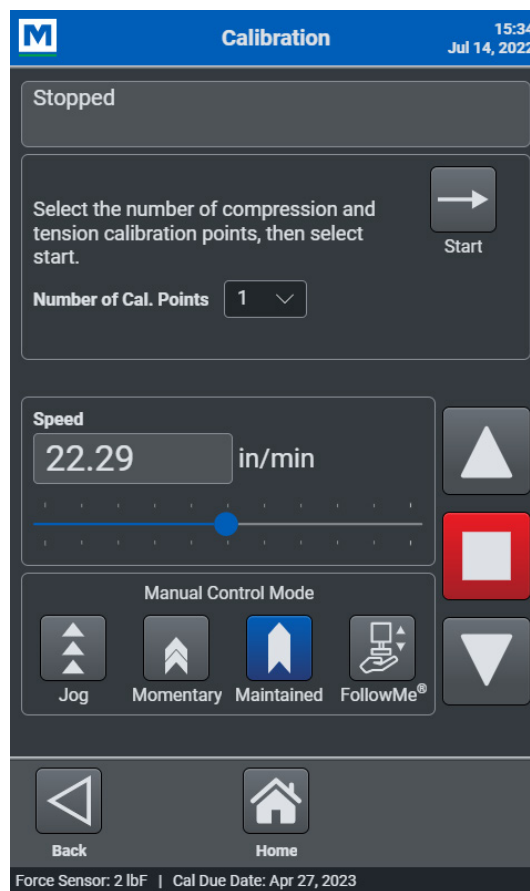 M
Calibration
15:34
Jul 14, 2022
Stopped
Select the number of compression and
tension calibration points, then select
start.
Start
Number of Cal. Points 1
Speed
22.29 in/min
Manual Control Mode
Jog Momentary Maintained FollowMe®
Back Home
Force Sensor: 2 lbF | Cal Due Date: Apr 27, 2023